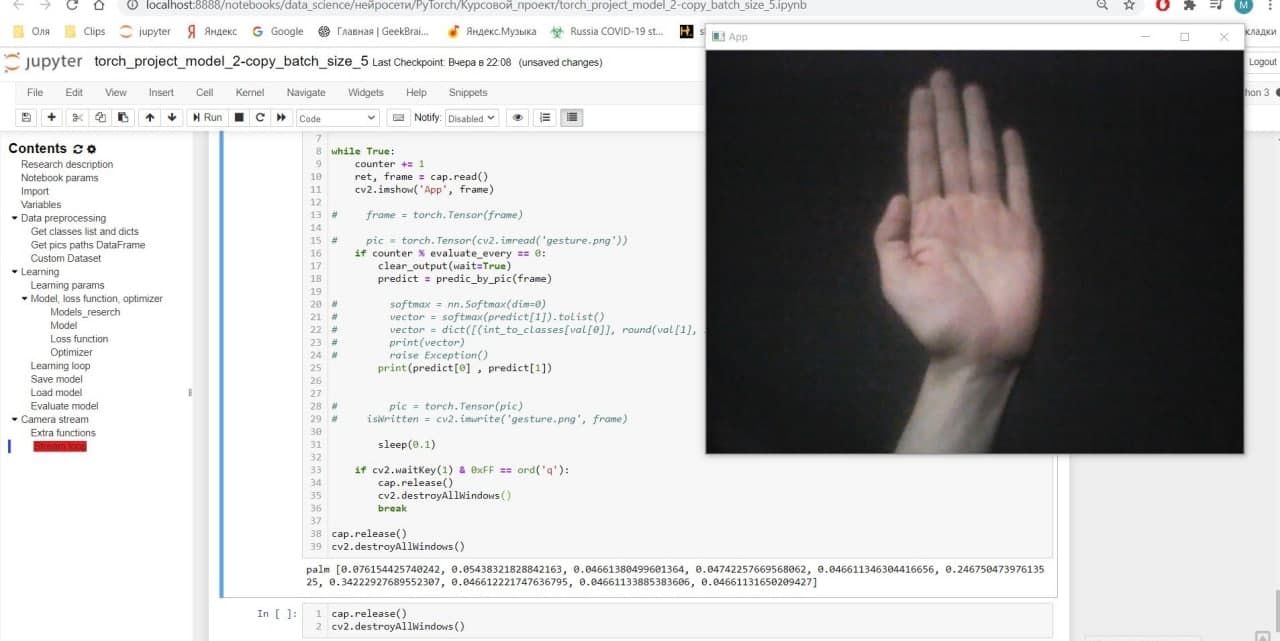 localhost:8888/notebooks/data_science/нейросети/PyTorch/Курсовой_проект/torch_project_model_2-copy_batch_size_5.ipynb
M
Оля Clips jupyter Яндекс Google Главная | GeekBrai... Яндекс.Музыка Russia COVID-19 st...
App
jupyter torch_project_model_2-copy_batch_size_5 Last Checkpoint: Вчера в 22:08 (unsaved changes)
Logout
File Edit View Insert Cell Kernel Navigate Widgets Help Snippets
Run Code Notify: Disabled
Contents
Research description
Notebook params
Import
Variables
Data preprocessing
Get classes list and dicts
Get pics paths DataFrame
Custom Dataset
Learning
Learning params
Model, loss function, optimizer
Models_reserch
Model
Loss function
Optimizer
Learning loop
Save model
Load model
Evaluate model
Camera stream
Extra functions
Stream loop
7
8 while True:
9 counter += 1
10 ret, frame = cap.read()
11 cv2.imshow('App', frame)
12
13 # frame = torch.Tensor(frame)
14
15 # pic = torch.Tensor(cv2.imread('gesture.png'))
16 if counter % evaluate_every == 0:
17 clear_output(wait=True)
18 predict = predic_by_pic(frame)
19
20 # softmax = nn.Softmax(dim=0)
21 # vector = softmax(predict[1]).tolist()
22 # vector = dict([(int_to_classes[val[0]], round(val[1],
23 # print(vector)
24 # raise Exception()
25 print(predict[0] , predict[1])
26
27
28 # pic = torch.Tensor(pic)
29 # isWritten = cv2.imwrite('gesture.png', frame)
30
31 sleep(0.1)
32
33 if cv2.waitKey(1) & 0xFF == ord('q'):
34 cap.release()
35 cv2.destroyAllWindows()
36 break
37
38 cap.release()
39 cv2.destroyAllWindows()
palm [0.076154425740242, 0.05438321828842163, 0.04661380499601364, 0.04742257669568062, 0.046611346304416656, 0.246750473976135
25, 0.34222927689552307, 0.046612221747636795, 0.04661133885383606, 0.04661131650209427]
In [ ]: 1 cap.release()
2 cv2.destroyAllWindows()